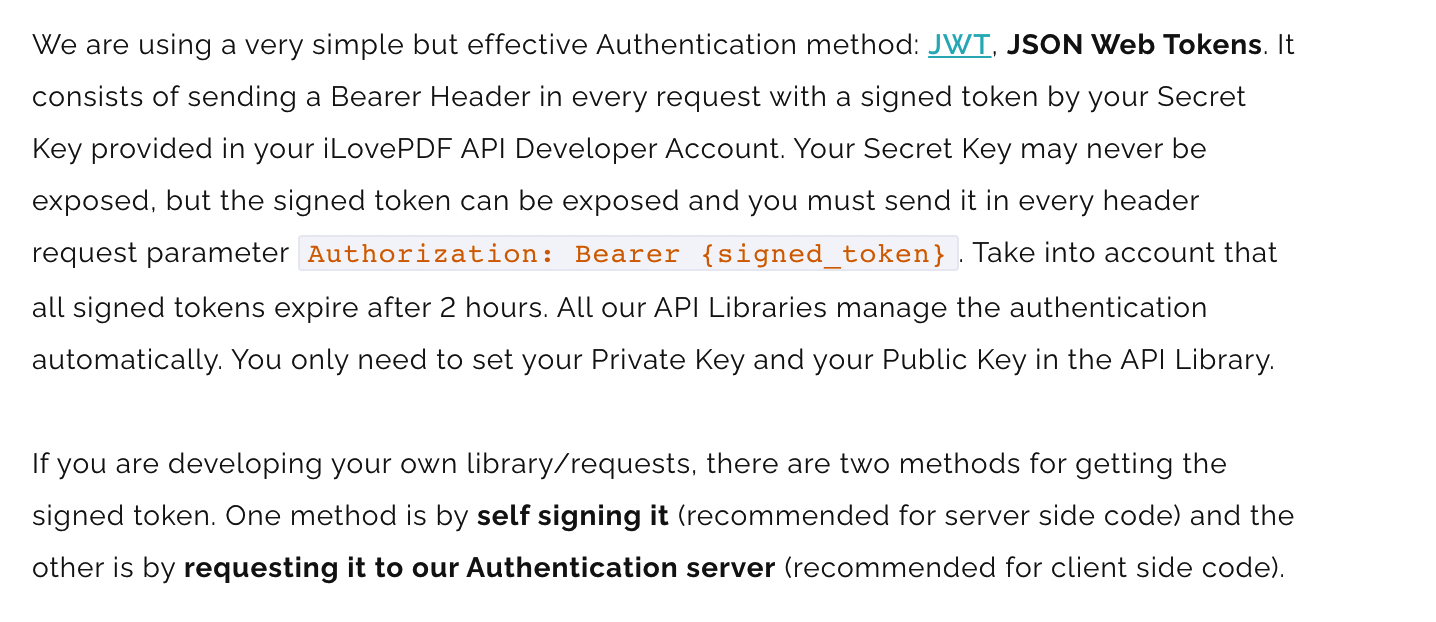 We are using a very simple but effective Authentication method: JWT, JSON Web Tokens. It
consists of sending a Bearer Header in every request with a signed token by your Secret
Key provided in your iLovePDF API Developer Account. Your Secret Key may never be
exposed, but the signed token can be exposed and you must send it in every header
request parameter Authorization: Bearer {signed_token}. Take into account that
all signed tokens expire after 2 hours. All our API Libraries manage the authentication
automatically. You only need to set your Private Key and your Public Key in the API Library.
If you are developing your own library/requests, there are two methods for getting the
signed token. One method is by self signing it (recommended for server side code) and the
other is by requesting it to our Authentication server (recommended for client side code).